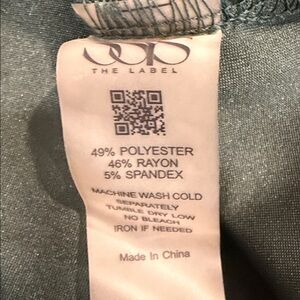 THE LABEL
49% POLYESTER
46% RAYON
5% SPANDEX
MACHINE WASH COLD
SEPARATELY
TUMBLE DRY LOW
NO BLEACH
IRON IF NEEDED
Made In China